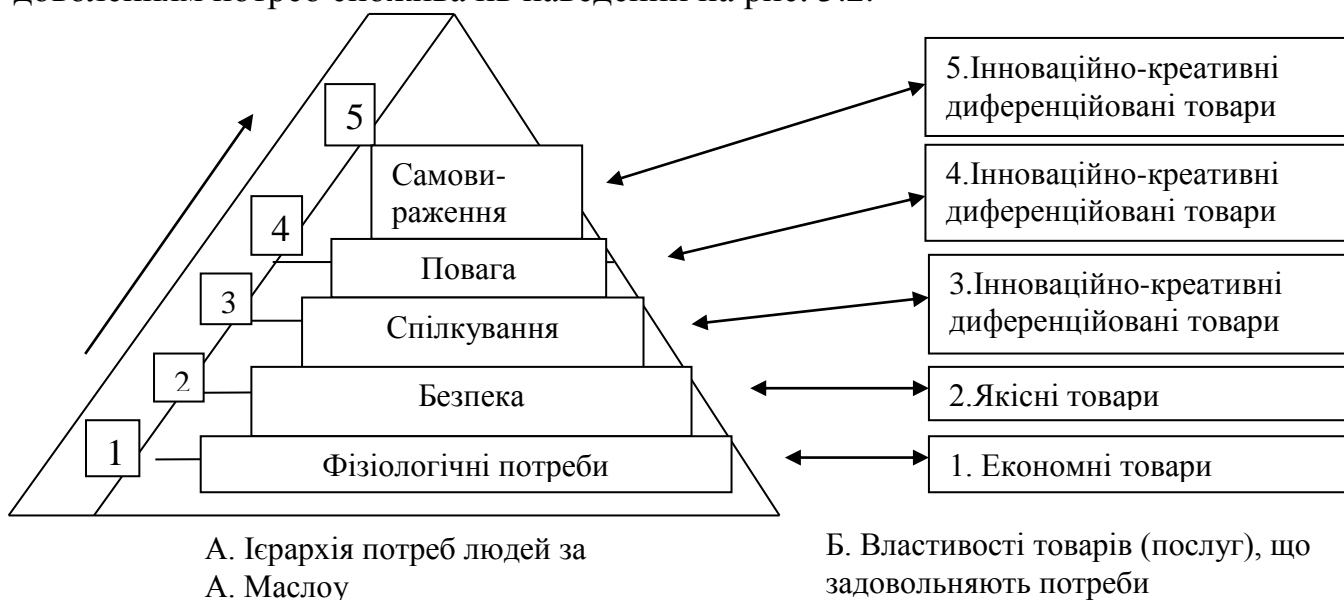 доволенням потреб споживачів наведений на рис. 3.2.
5
5.Інноваційно-креативні
диференційовані товари
Самови-
раження
4
4.Інноваційно-креативні
диференційовані товари
Повага
3
3.Інноваційно-креативні
диференційовані товари
Спілкування
2
Безпека
2.Якісні товари
1
Фізіологічні потреби
1. Економні товари
А. Ієрархія потреб людей за
А. Маслоу
Б. Властивості товарів (послуг), що
задовольняють потреби